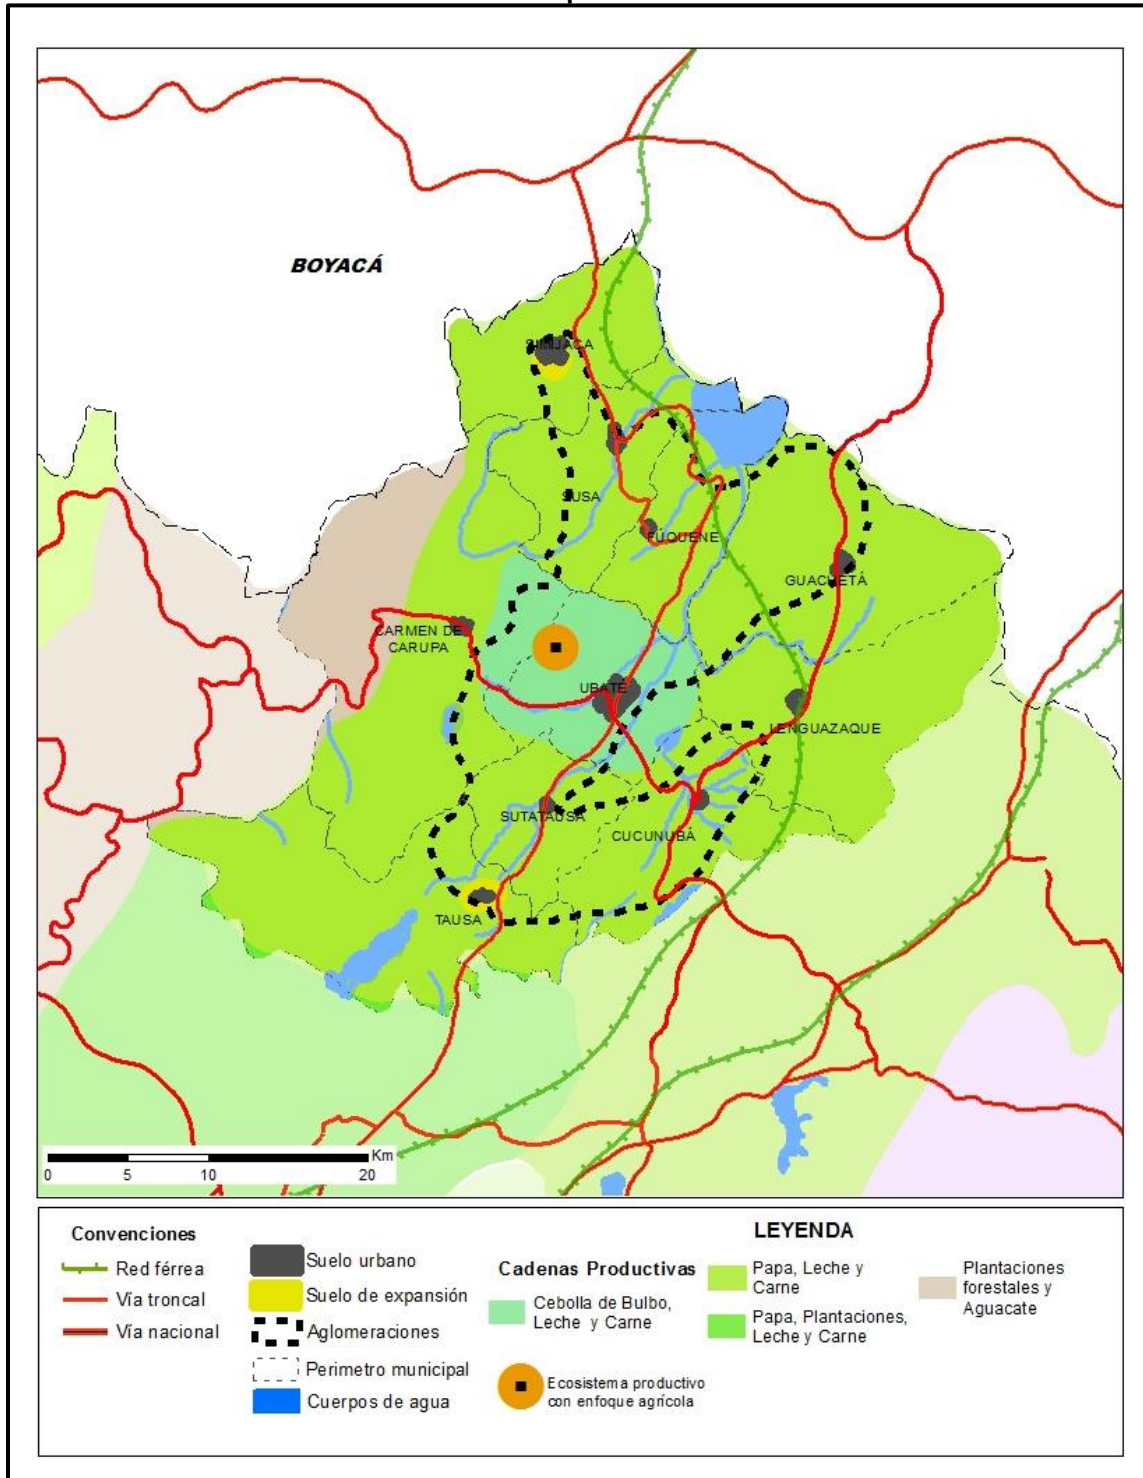 BOYACÁ
SIMIJACA
SUSA
FÚQUENE
GUACHETÁ
CARMEN DE
CARUPA
UBATÉ
LENGUAZAQUE
SUTATAUSA
CUCUNUBÁ
TAUSA
Km
0 5 10 20
Convenciones
Red férrea
Vía troncal
Vía nacional
Suelo urbano
Suelo de expansión
Aglomeraciones
Perimetro municipal
Cuerpos de agua
LEYENDA
Cadenas Productivas
Cebolla de Bulbo,
Leche y Carne
Ecosistema productivo
con enfoque agrícola
Papa, Leche y
Carne
Papa, Plantaciones,
Leche y Carne
Plantaciones
forestales y
Aguacate